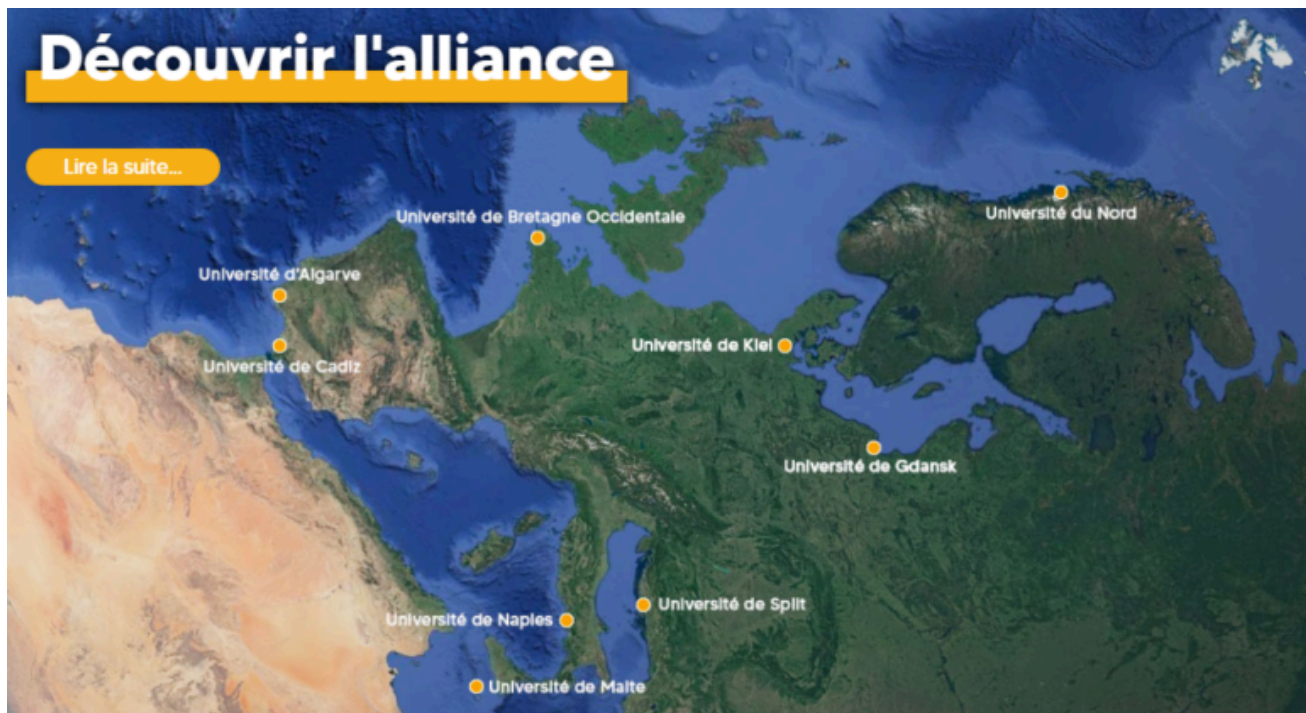 Découvrir l'alliance
Lire la suite...
Université de Bretagne Occidentale
Université du Nord
Université d'Algarve
Université de Cadiz
Université de Kiel
Université de Gdansk
Université de Naples
Université de Split
Université de Malte